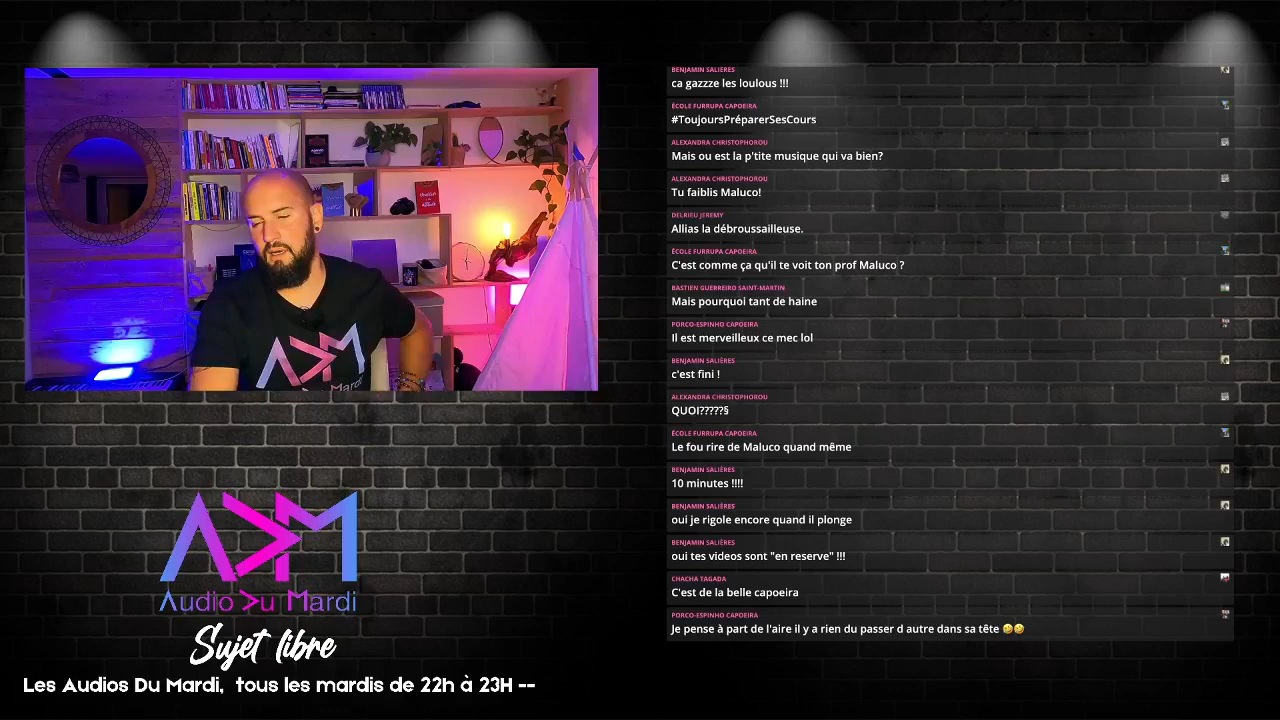 BENJAMIN SALIÈRES
ca gazzze les loulous !!!
ÉCOLE FURRUPA CAPOEIRA
#ToujoursPréparerSesCours
ALEXANDRA CHRISTOPHOROU
Mais ou est la p'tite musique qui va bien?
ALEXANDRA CHRISTOPHOROU
Tu faiblis Maluco!
DELRIEU JEREMY
Allias la débroussailleuse.
ÉCOLE FURRUPA CAPOEIRA
C'est comme ça qu'il te voit ton prof Maluco ?
BASTIEN GUERREIRO SAINT-MARTIN
Mais pourquoi tant de haine
PORCO-ESPINHO CAPOEIRA
Il est merveilleux ce mec lol
BENJAMIN SALIÈRES
c'est fini !
ALEXANDRA CHRISTOPHOROU
QUOI?????§
ÉCOLE FURRUPA CAPOEIRA
Le fou rire de Maluco quand même
BENJAMIN SALIÈRES
10 minutes !!!!
BENJAMIN SALIÈRES
oui je rigole encore quand il plonge
BENJAMIN SALIÈRES
oui tes videos sont "en reserve" !!!
CHACHA TAGADA
C'est de la belle capoeira
PORCO-ESPINHO CAPOEIRA
Je pense à part de l'aire il y a rien du passer d autre dans sa tête 🤣🤣
ADM
du Mardi
ADM
Audio Du Mardi
Sujet libre
Les Audios Du Mardi, tous les mardis de 22h à 23H --